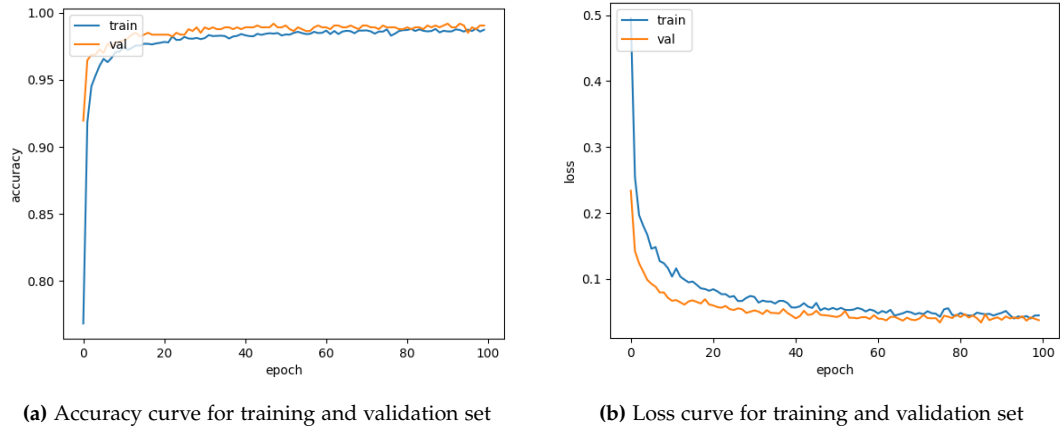 1.00
0.95
0.90
0.85
0.80
accuracy
train
val
0 20 40 60 80 100
epoch
(a) Accuracy curve for training and validation set
0.5
0.4
0.3
0.2
0.1
loss
train
val
0 20 40 60 80 100
epoch
(b) Loss curve for training and validation set